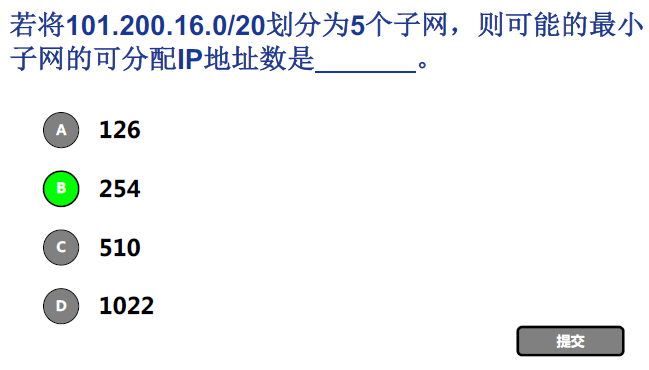 若将101.200.16.0/20划分为5个子网，则可能的最小
子网的可分配IP地址数是_______。
A 126
B 254
C 510
D 1022
提交